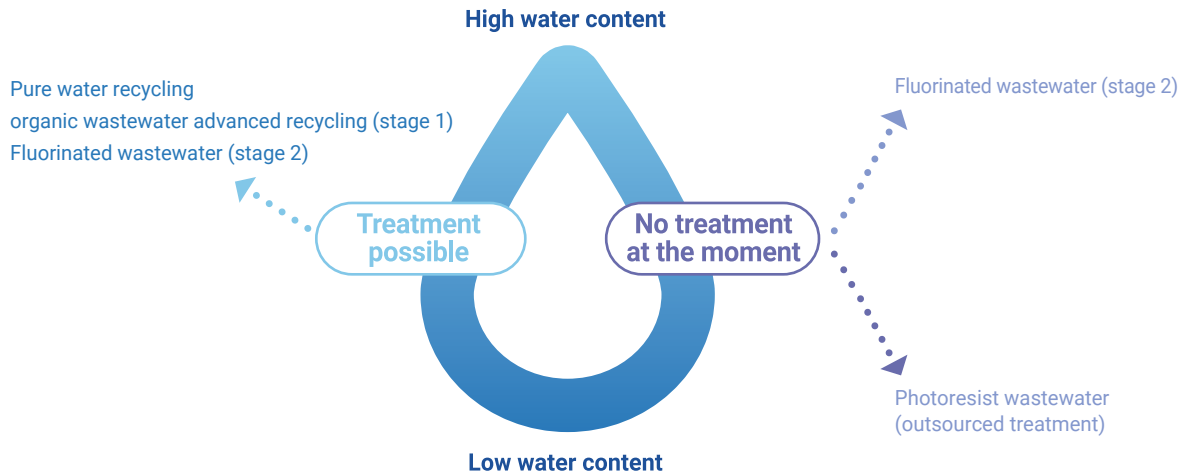 High water content
Pure water recycling
organic wastewater advanced recycling (stage 1)
Fluorinated wastewater (stage 2)
Treatment
possible
No treatment
at the moment
Fluorinated wastewater (stage 2)
Photoresist wastewater
(outsourced treatment)
Low water content